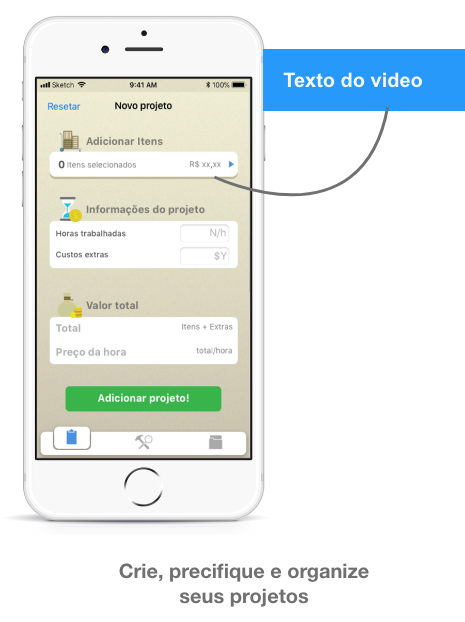 Sketch 9:41 AM 100%
Texto do video
Resetar Novo projeto
Adicionar Itens
0 Itens selecionados R$ xx,xx
Informações do projeto
Horas trabalhadas N/h
Custos extras $Y
Valor total
Total Itens + Extras
Preço da hora total/hora
Adicionar projeto!
Crie, precifique e organize
seus projetos